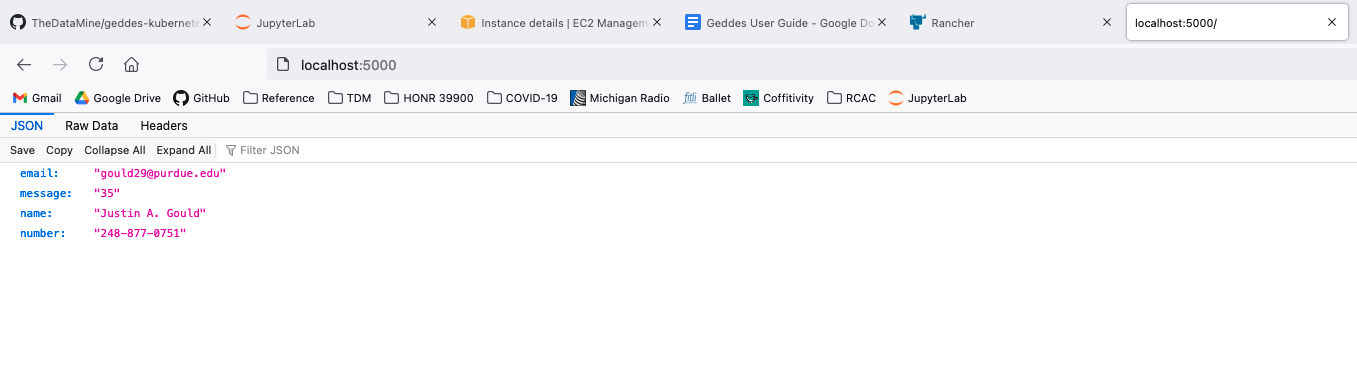 TheDataMine/geddes-kubernete JupyterLab Instance details | EC2 Managem Geddes User Guide - Google Do Rancher localhost:5000/
localhost:5000
Gmail Google Drive GitHub Reference TDM HONR 39900 COVID-19 Michigan Radio Ballet Coffitivity RCAC JupyterLab
JSON Raw Data Headers
Save Copy Collapse All Expand All Filter JSON
email: "gould29@purdue.edu"
message: "35"
name: "Justin A. Gould"
number: "248-877-0751"